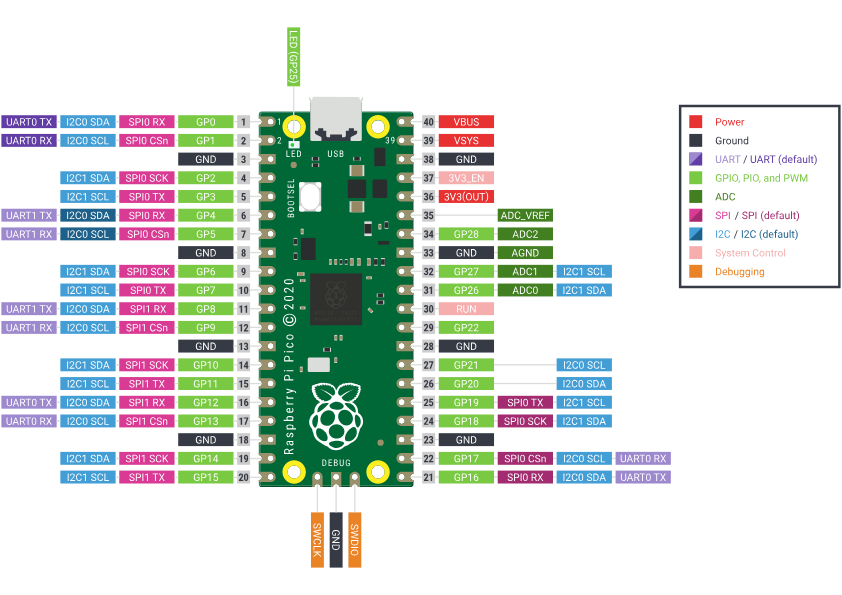 LED (GP25)
UART0 TX I2C0 SDA SPI0 RX GP0 1 1 40 VBUS
UART0 RX I2C0 SCL SPI0 CSn GP1 2 2 39 39 VSYS
GND 3 LED USB 38 GND
I2C1 SDA SPI0 SCK GP2 4 37 3V3_EN
I2C1 SCL SPI0 TX GP3 5 BOOTSEL 36 3V3(OUT)
UART1 TX I2C0 SDA SPI0 RX GP4 6 35 ADC_VREF
UART1 RX I2C0 SCL SPI0 CSn GP5 7 34 GP28 ADC2
GND 8 33 GND AGND
I2C1 SDA SPI0 SCK GP6 9 32 GP27 ADC1 I2C1 SCL
I2C1 SCL SPI0 TX GP7 10 31 GP26 ADC0 I2C1 SDA
UART1 TX I2C0 SDA SPI1 RX GP8 11 30 RUN
UART1 RX I2C0 SCL SPI1 CSn GP9 12 29 GP22
GND 13 28 GND
I2C1 SDA SPI1 SCK GP10 14 27 GP21 I2C0 SCL
I2C1 SCL SPI1 TX GP11 15 26 GP20 I2C0 SDA
UART0 TX I2C0 SDA SPI1 RX GP12 16 25 GP19 SPI0 TX I2C1 SCL
UART0 RX I2C0 SCL SPI1 CSn GP13 17 24 GP18 SPI0 SCK I2C1 SDA
GND 18 23 GND
I2C1 SDA SPI1 SCK GP14 19 22 GP17 SPI0 CSn I2C0 SCL UART0 RX
I2C1 SCL SPI1 TX GP15 20 21 GP16 SPI0 RX I2C0 SDA UART0 TX
Raspberry Pi Pico © 2020
DEBUG
SWCLK GND SWDIO
Power
Ground
UART / UART (default)
GPIO, PIO, and PWM
ADC
SPI / SPI (default)
I2C / I2C (default)
System Control
Debugging